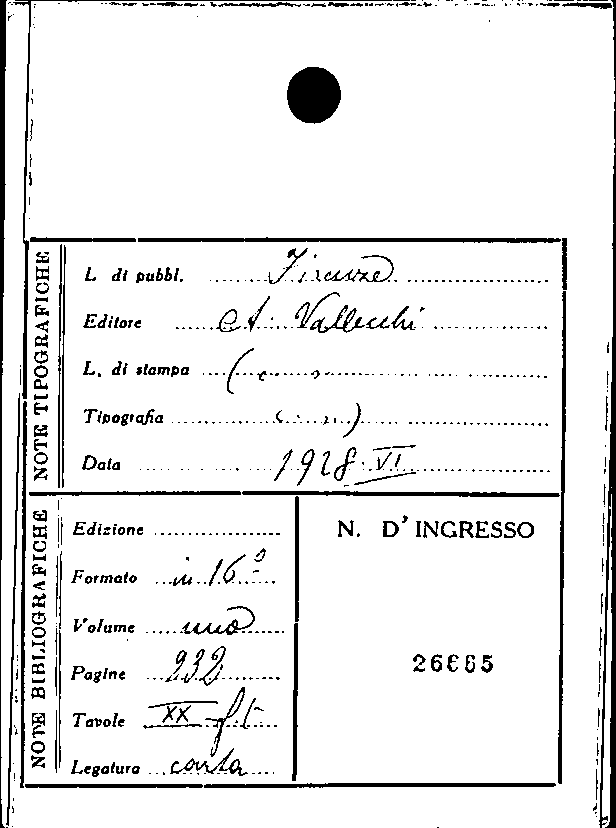 NOTE TIPOGRAFICHE
L. di pubbl. Firenze
Editore A. Vallecchi
L. di stampa ( " "
Tipografia " " )
Data 1928. VI
NOTE BIBLIOGRAFICHE
Edizione
Formato in 16º
Volume uno
Pagine 232
Tavole XX f.t.
Legatura carta
N. D'INGRESSO
26665